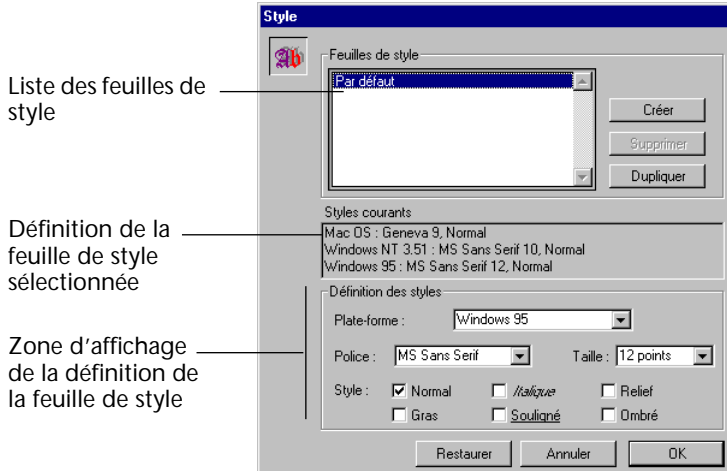 Style
Ab
Feuilles de style
Par défaut
Créer
Supprimer
Dupliquer
Liste des feuilles de
style
Styles courants
Mac OS : Geneva 9, Normal
Windows NT 3.51 : MS Sans Serif 10, Normal
Windows 95 : MS Sans Serif 12, Normal
Définition de la
feuille de style
sélectionnée
Définition des styles
Plate-forme : Windows 95
Police : MS Sans Serif Taille : 12 points
Style : Normal Italique Relief
Gras Souligné Ombré
Zone d'affichage
de la définition de
la feuille de style
Restaurer Annuler OK